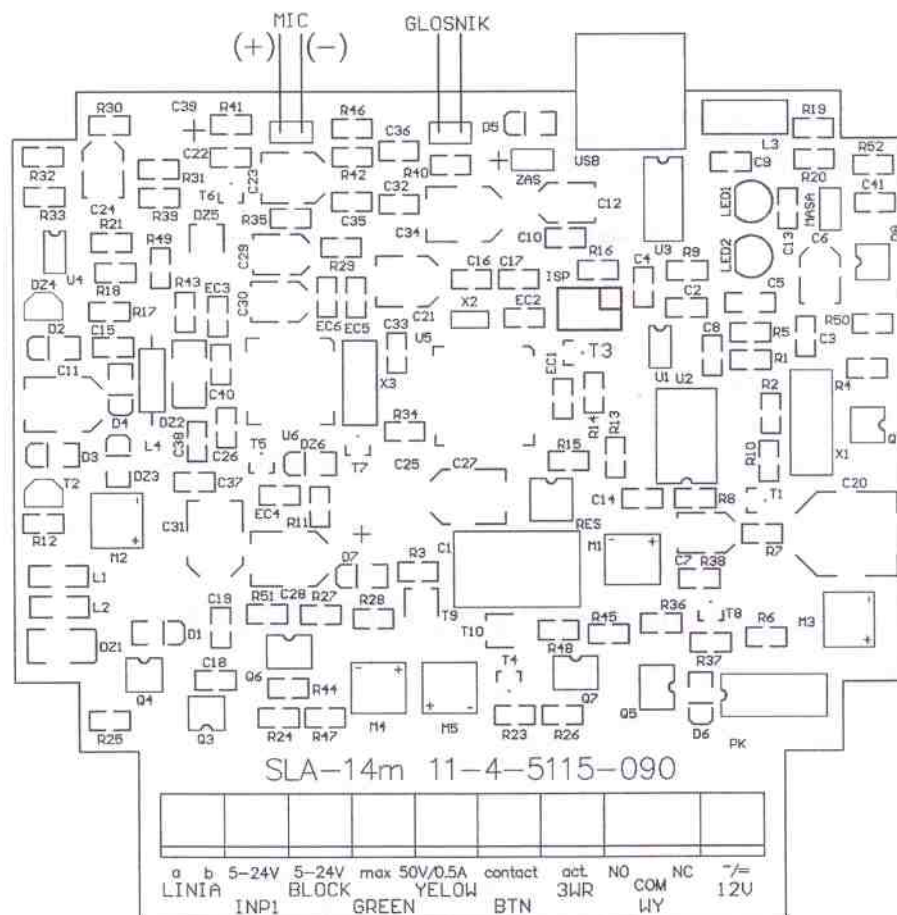 MIC
GLOSNIK
(+)
(-)
R30
C39
R41
R46
C36
D5
R19
L3
USB
C9
R52
R32
C22
R31
C23
R42
R40
ZAS
R20
R33
C24
R39
T6
C32
LED1
C41
R21
DZ5
R35
C35
C34
C12
U3
C13
MASA
R49
C29
R29
C10
R16
LED2
C6
U4
R18
C16
C17
ISP
C4
R9
DZ4
R17
R43
EC3
C30
EC6
EC5
C21
X2
EC2
C2
C5
R50
D2
C15
C33
U5
T3
C8
R5
C3
C11
C40
X3
EC1
U1
U2
R1
R4
D4
L4
DZ2
R34
R14
R13
R2
D3
DZ3
C38
C26
T5
U6
DZ6
T7
C25
C27
R15
R10
X1
T2
C37
EC4
R11
C14
R8
T1
C20
R12
M2
C31
RES
M1
C7
R7
L1
C28
D7
R3
C1
R38
L2
C19
R51
R27
R28
T9
T10
R45
R36
T8
R6
M3
DZ1
D1
R48
R37
Q4
C18
Q6
R44
T4
Q7
Q5
R25
Q3
R24
R47
M4
M5
R23
R26
D6
PK
SLA-14m 11-4-5115-090
a b 5-24V 5-24V max 50V/0.5A contact act. NO NC ~/=
LINIA BLOCK YELOW 3WR COM 12V
INP1 GREEN BTN WY